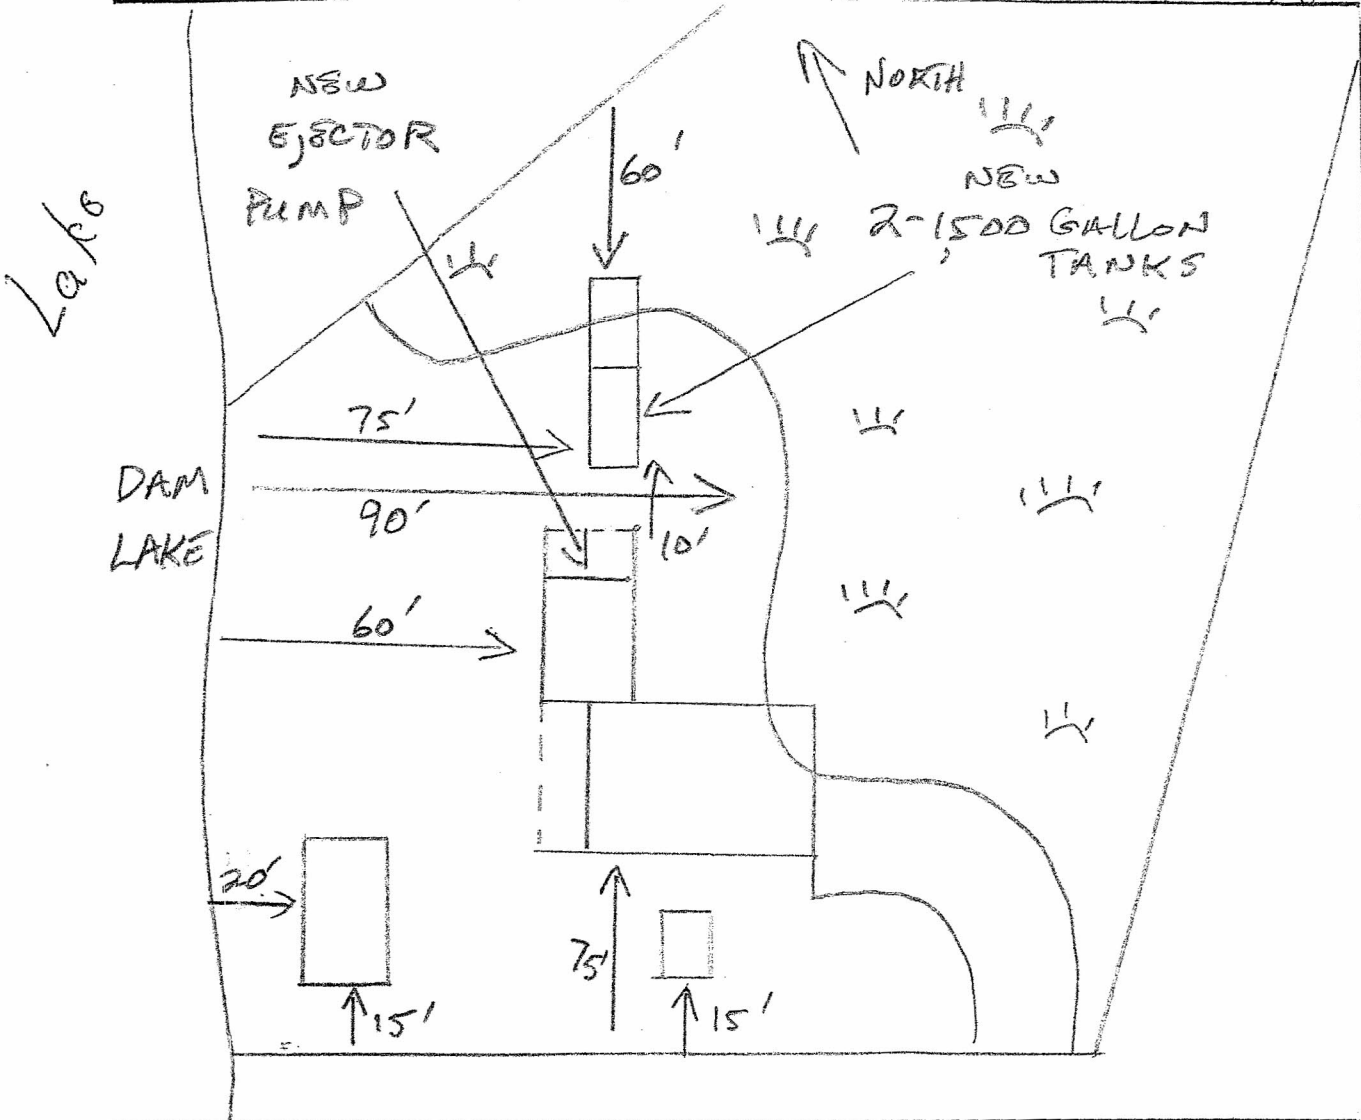 NEW
EJECTOR
PUMP
NORTH
60'
NEW
2-1500 GALLON
TANKS
Lake
75'
DAM
LAKE
90'
10'
60'
20'
75'
15'
15'